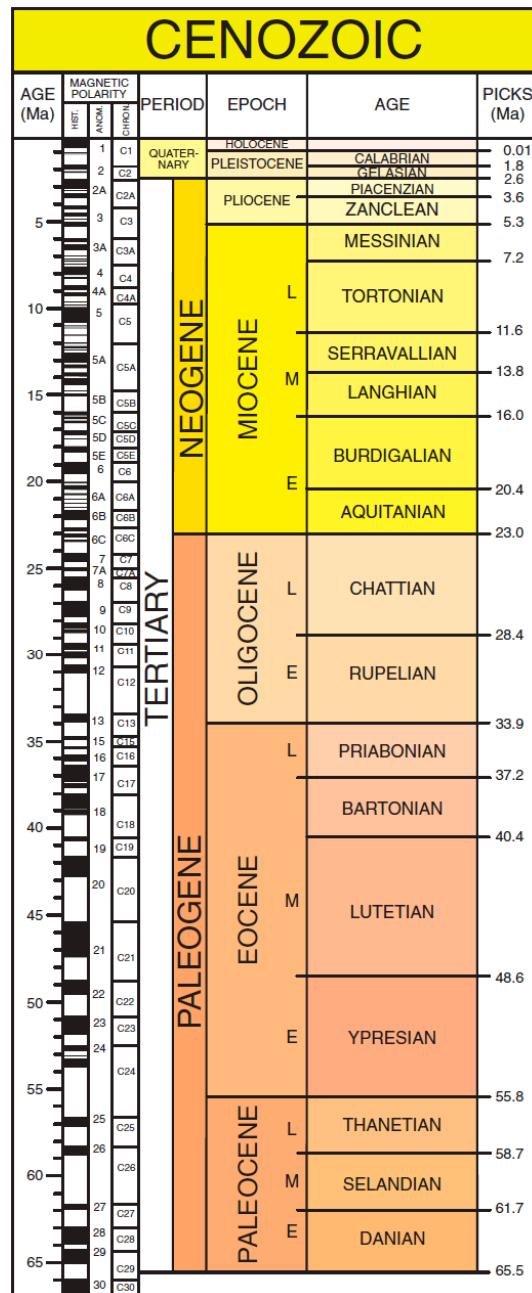 CENOZOIC
AGE (Ma)
MAGNETIC POLARITY
HIST.
ANOM.
CHRON.
PERIOD
EPOCH
AGE
PICKS (Ma)
5
10
15
20
25
30
35
40
45
50
55
60
65
1
2
2A
3
3A
4
4A
5
5A
5B
5C
5D
5E
6
6A
6B
6C
7
7A
8
9
10
11
12
13
15
16
17
18
19
20
21
22
23
24
25
26
27
28
29
30
C1
C2
C2A
C3
C3A
C4
C4A
C5
C5A
C5B
C5C
C5D
C5E
C6
C6A
C6B
C6C
C7
C7A
C8
C9
C10
C11
C12
C13
C15
C16
C17
C18
C19
C20
C21
C22
C23
C24
C25
C26
C27
C28
C29
C30
QUATER-
NARY
TERTIARY
NEOGENE
PALEOGENE
HOLOCENE
PLEISTOCENE
PLIOCENE
MIOCENE
L
M
E
OLIGOCENE
L
E
EOCENE
L
M
E
PALEOCENE
L
M
E
CALABRIAN
GELASIAN
PIACENZIAN
ZANCLEAN
MESSINIAN
TORTONIAN
SERRAVALLIAN
LANGHIAN
BURDIGALIAN
AQUITANIAN
CHATTIAN
RUPELIAN
PRIABONIAN
BARTONIAN
LUTETIAN
YPRESIAN
THANETIAN
SELANDIAN
DANIAN
0.01
1.8
2.6
3.6
5.3
7.2
11.6
13.8
16.0
20.4
23.0
28.4
33.9
37.2
40.4
48.6
55.8
58.7
61.7
65.5